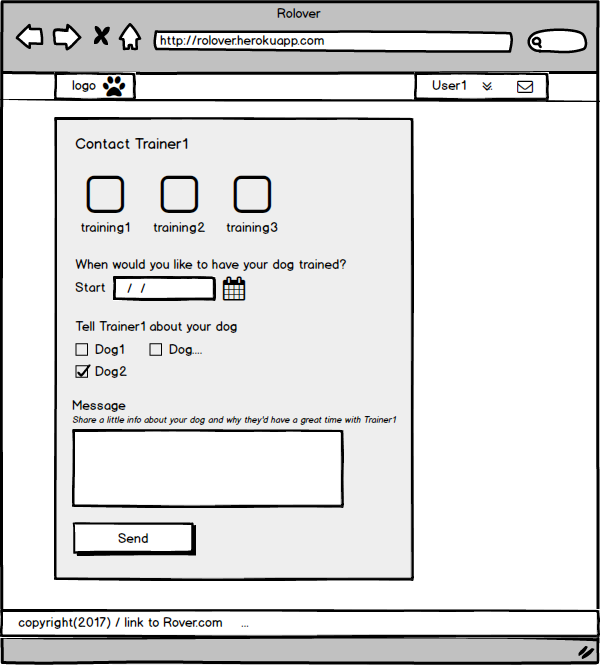 Rolover
http://rolover.herokuapp.com
logo
User1
Contact Trainer1
training1 training2 training3
When would you like to have your dog trained?
Start / /
Tell Trainer1 about your dog
Dog1 Dog....
Dog2
Message
Share a little info about your dog and why they'd have a great time with Trainer1
Send
copyright(2017) / link to Rover.com ...